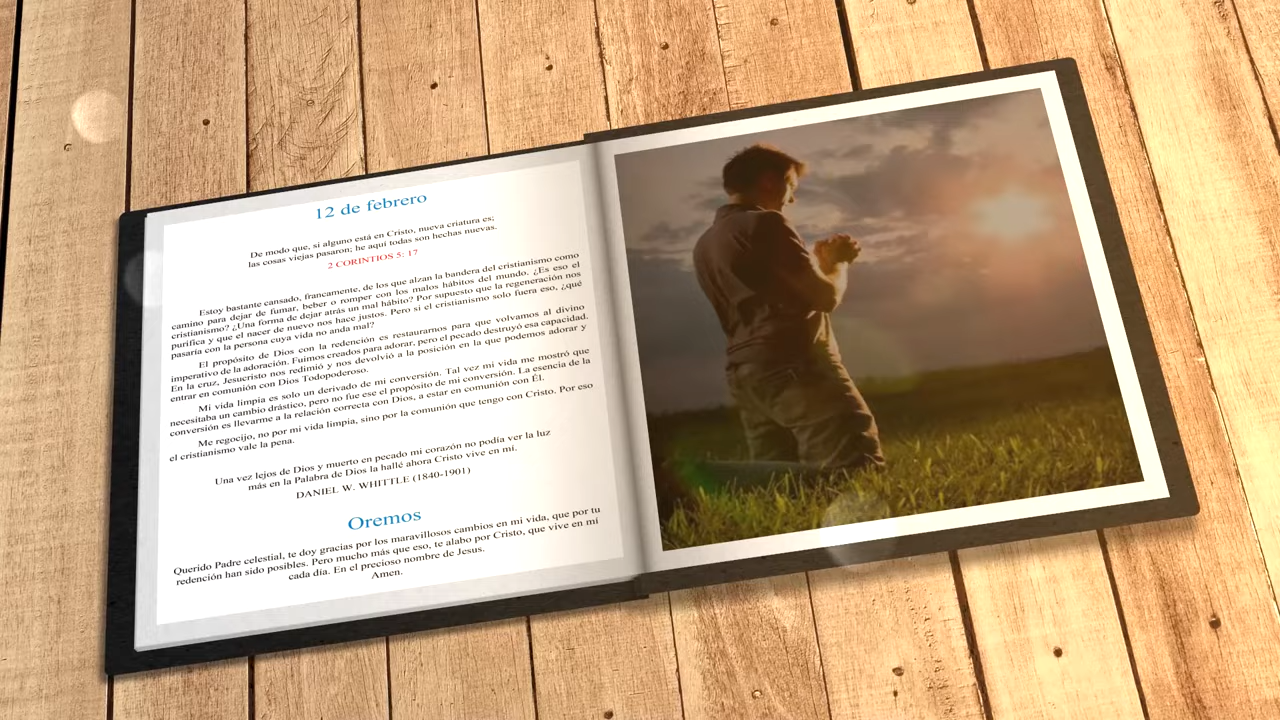 12 de febrero
De modo que, si alguno está en Cristo, nueva criatura es;
las cosas viejas pasaron; he aquí todas son hechas nuevas.
2 CORINTIOS 5: 17
Estoy bastante cansado, francamente, de los que alzan la bandera del cristianismo como
camino para dejar de fumar, beber o romper con los malos hábitos del mundo. ¿Es eso el
cristianismo? ¿Una forma de dejar atrás un mal hábito? Por supuesto que la regeneración nos
purifica y que el nacer de nuevo nos hace justos. Pero si el cristianismo solo fuera eso, ¿qué
pasaría con la persona cuya vida no anda mal?
El propósito de Dios con la redención es restaurarnos para que volvamos al divino
imperativo de la adoración. Fuimos creados para adorar, pero el pecado destruyó esa capacidad.
En la cruz, Jesucristo nos redimió y nos devolvió a la posición en la que podemos adorar y
entrar en comunión con Dios Todopoderoso.
Mi vida limpia es solo un derivado de mi conversión. Tal vez mi vida me mostró que
necesitaba un cambio drástico, pero no fue ese el propósito de mi conversión. La esencia de la
conversión es llevarme a la relación correcta con Dios, a estar en comunión con Él.
Me regocijo, no por mi vida limpia, sino por la comunión que tengo con Cristo. Por eso
el cristianismo vale la pena.
Una vez lejos de Dios y muerto en pecado mi corazón no podía ver la luz
más en la Palabra de Dios la hallé ahora Cristo vive en mí.
DANIEL W. WHITTLE (1840-1901)
Oremos
Querido Padre celestial, te doy gracias por los maravillosos cambios en mi vida, que por tu
redención han sido posibles. Pero mucho más que eso, te alabo por Cristo, que vive en mí
cada día. En el precioso nombre de Jesus.
Amen.